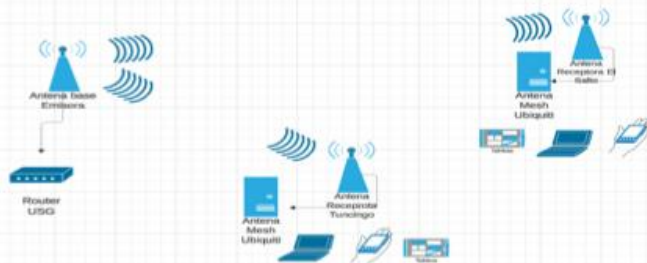 Antena base
Emisora
Router
USG
Antena
Receptora
Tuncingo
Antena
Mesh
Ubiquiti
Antena
Receptora El
Salto
Antena
Mesh
Ubiquiti